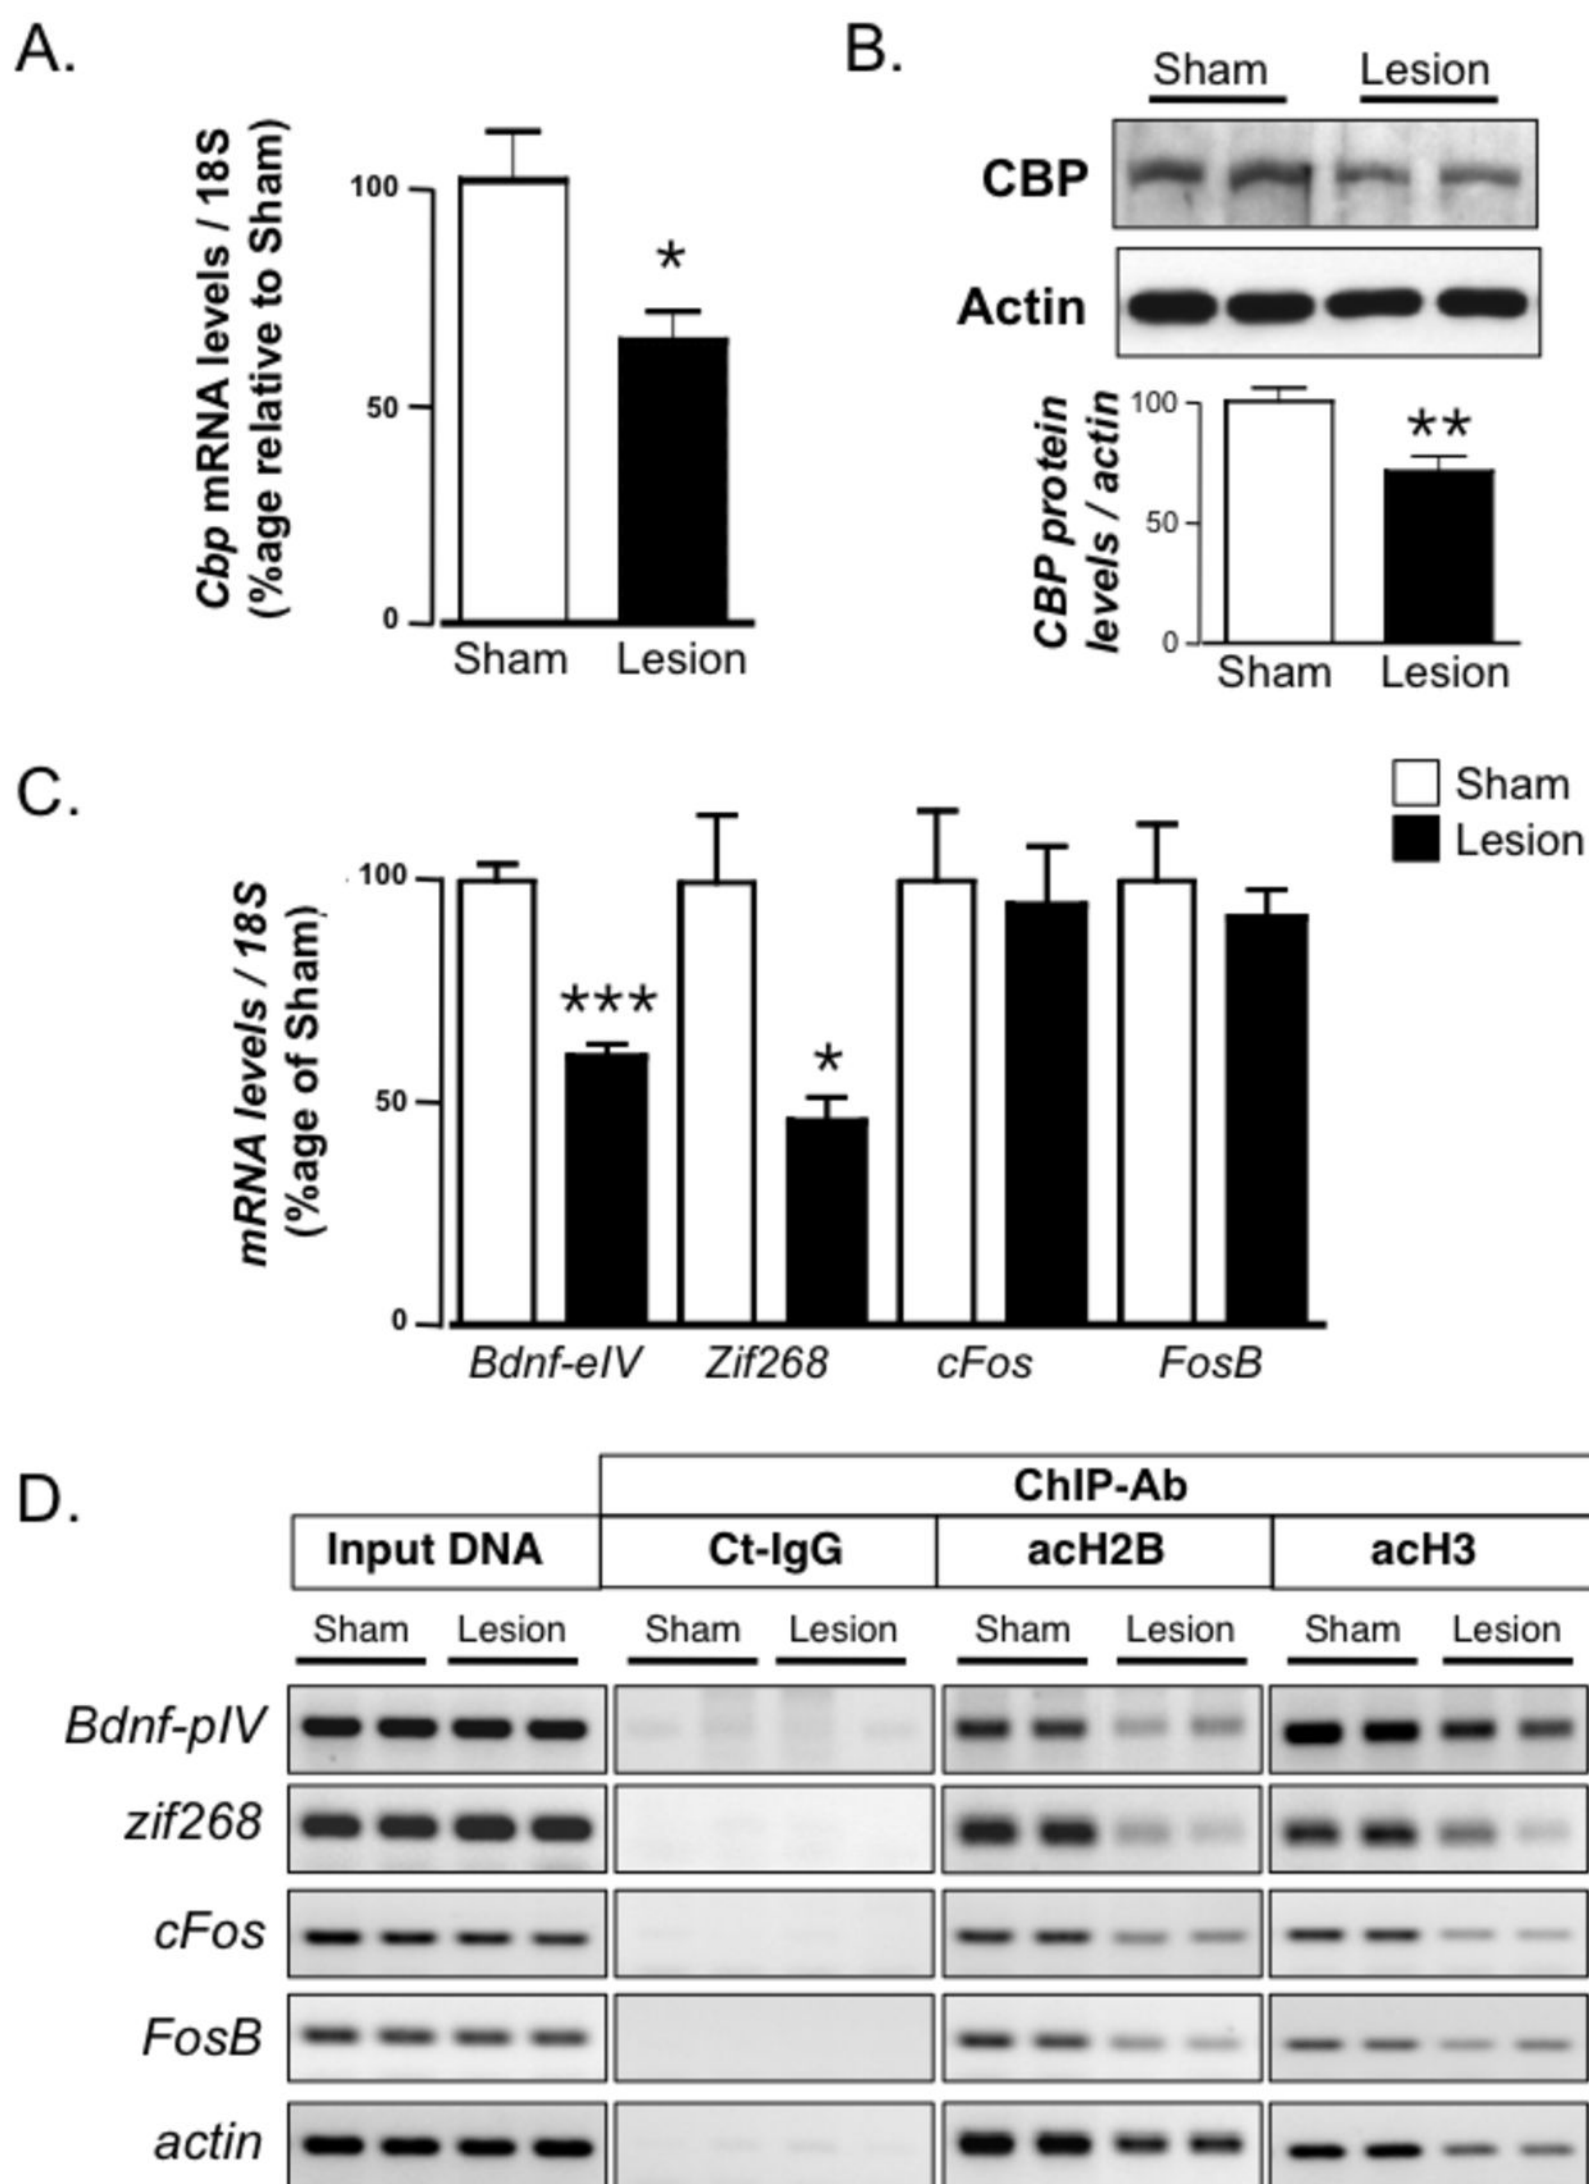 A.
Cbp mRNA levels / 18S
(%age relative to Sham)
100
50
0
*
Sham Lesion
B.
Sham Lesion
CBP
Actin
CBP protein
levels / actin
100
50
0
**
Sham Lesion
C.
Sham
Lesion
mRNA levels / 18S
(%age of Sham)
100
50
0
***
*
Bdnf-eIV Zif268 cFos FosB
D.
ChIP-Ab
Input DNA Ct-IgG acH2B acH3
Sham Lesion Sham Lesion Sham Lesion Sham Lesion
Bdnf-pIV
zif268
cFos
FosB
actin